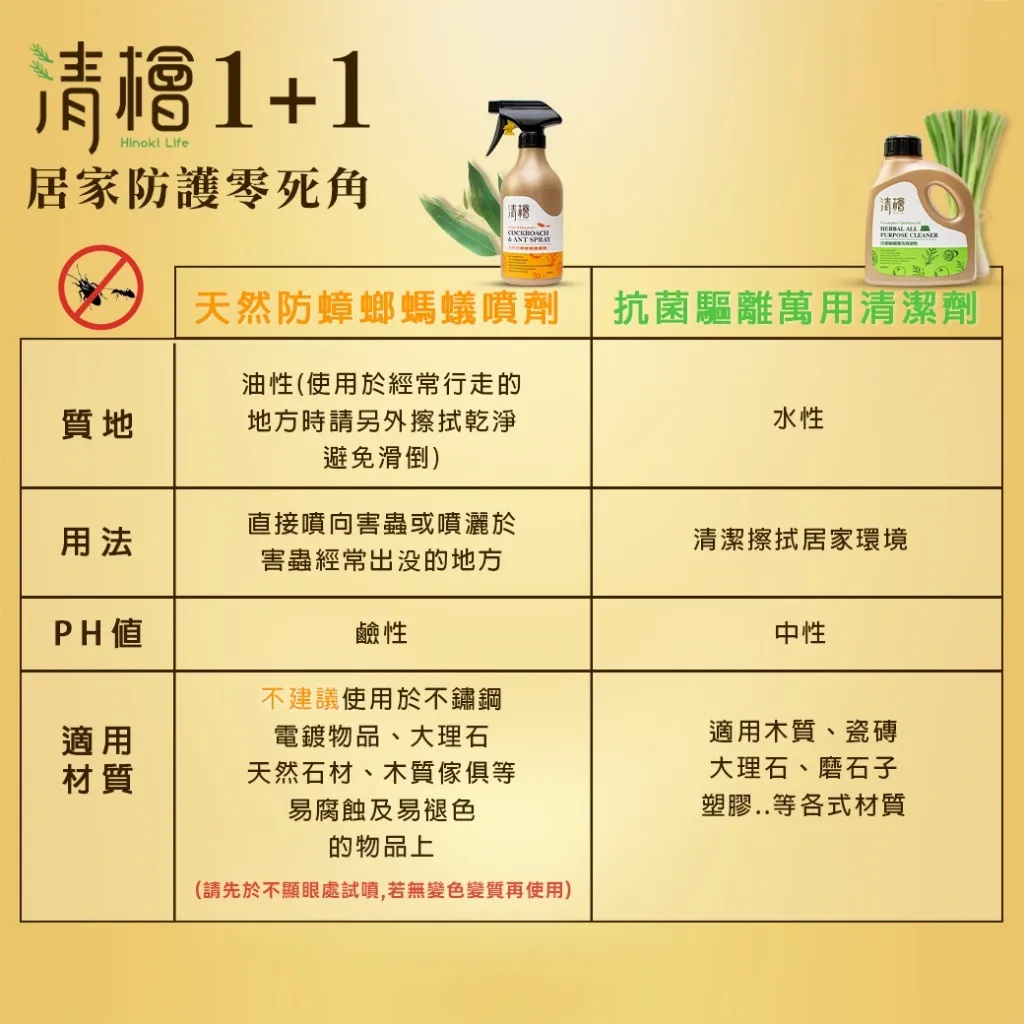 清檜1+1
Hinoki Life
居家防護零死角
清檜
COCKROACH
& ANT SPRAY
清檜
HERBAL ALL
PURPOSE CLEANER
天然防蟑螂螞蟻噴劑
抗菌驅離萬用清潔劑
質地
油性(使用於經常行走的
地方時請另外擦拭乾淨
避免滑倒)
水性
用法
直接噴向害蟲或噴灑於
害蟲經常出没的地方
清潔擦拭居家環境
PH值
鹼性
中性
適用
材質
不建議使用於不鏽鋼
電鍍物品、大理石
天然石材、木質傢俱等
易腐蝕及易褪色
的物品上
(請先於不顯眼處試噴,若無變色變質再使用)
適用木質、瓷磚
大理石、磨石子
塑膠..等各式材質